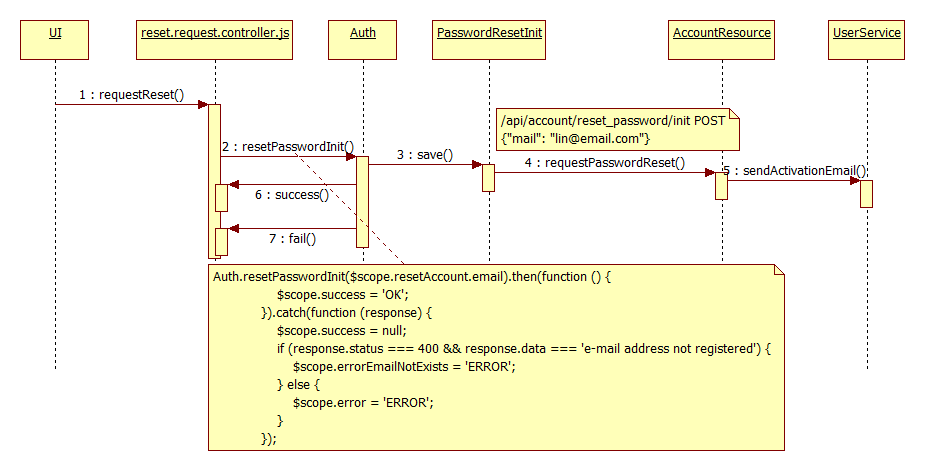 UI
reset.request.controller.js
Auth
PasswordResetInit
AccountResource
UserService
1 : requestReset()
/api/account/reset_password/init POST
{"mail": "lin@email.com"}
2 : resetPasswordInit()
3 : save()
4 : requestPasswordReset()
5 : sendActivationEmail()
6 : success()
7 : fail()
Auth.resetPasswordInit($scope.resetAccount.email).then(function () {
$scope.success = 'OK';
}).catch(function (response) {
$scope.success = null;
if (response.status === 400 && response.data === 'e-mail address not registered') {
$scope.errorEmailNotExists = 'ERROR';
} else {
$scope.error = 'ERROR';
}
});